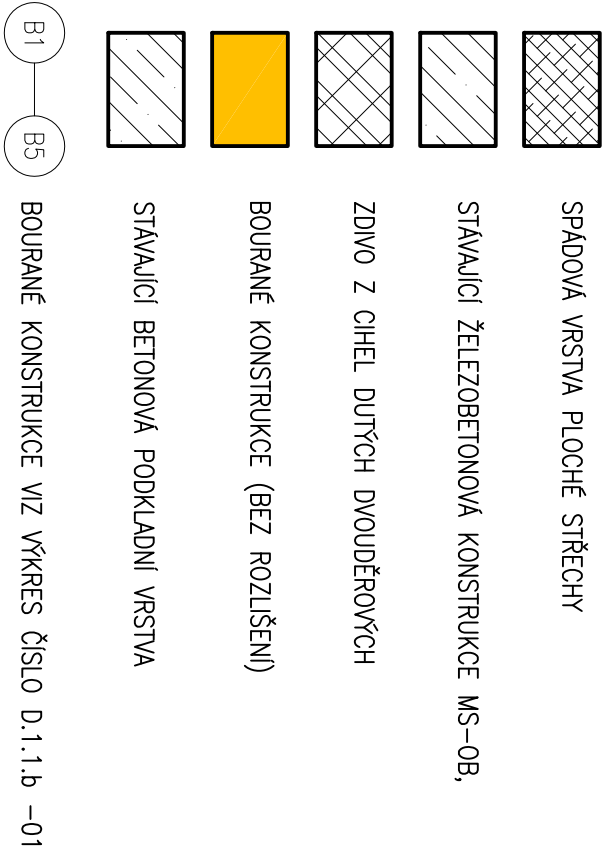 SPÁDOVÁ VRSTVA PLOCHÉ STŘECHY
STÁVAJÍCÍ ŽELEZOBETONOVÁ KONSTRUKCE MS-OB,
ZDIVO Z CIHEL DUTÝCH DVOUDĚROVÝCH
BOURANÉ KONSTRUKCE (BEZ ROZLIŠENÍ)
STÁVAJÍCÍ BETONOVÁ PODKLADNÍ VRSTVA
B1 B5 BOURANÉ KONSTRUKCE VIZ VÝKRES ČÍSLO D.1.1.b -01